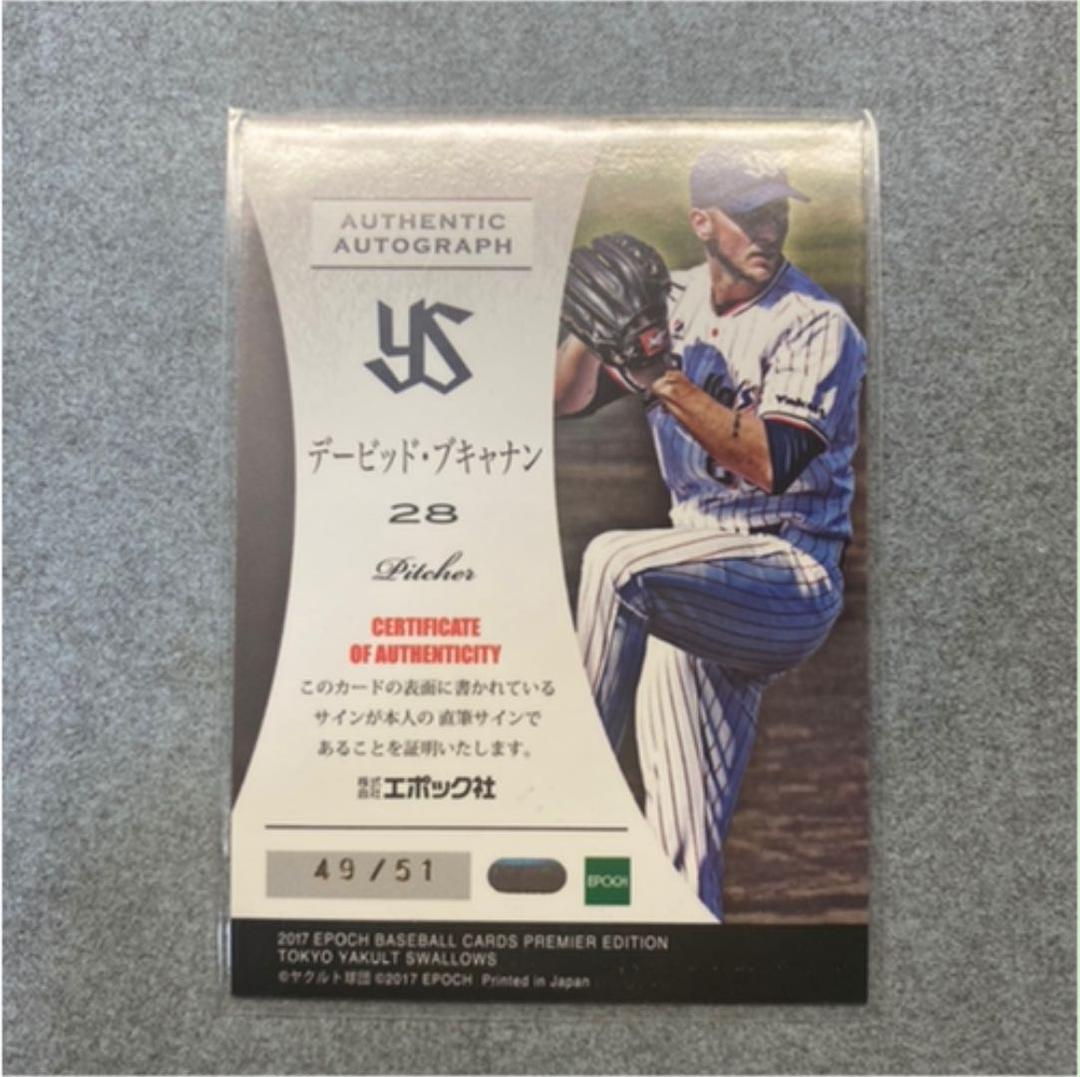 AUTHENTIC
AUTOGRAPH
YS
デービッド・ブキャナン
28
Pitcher
CERTIFICATE
OF AUTHENTICITY
このカードの表面に書かれている
サインが本人の 直筆サインで
あることを証明いたします。
株式会社エポック社
49/51
EPOCH
2017 EPOCH BASEBALL CARDS PREMIER EDITION
TOKYO YAKULT SWALLOWS
©ヤクルト球団 ©2017 EPOCH Printed in Japan
Yakult